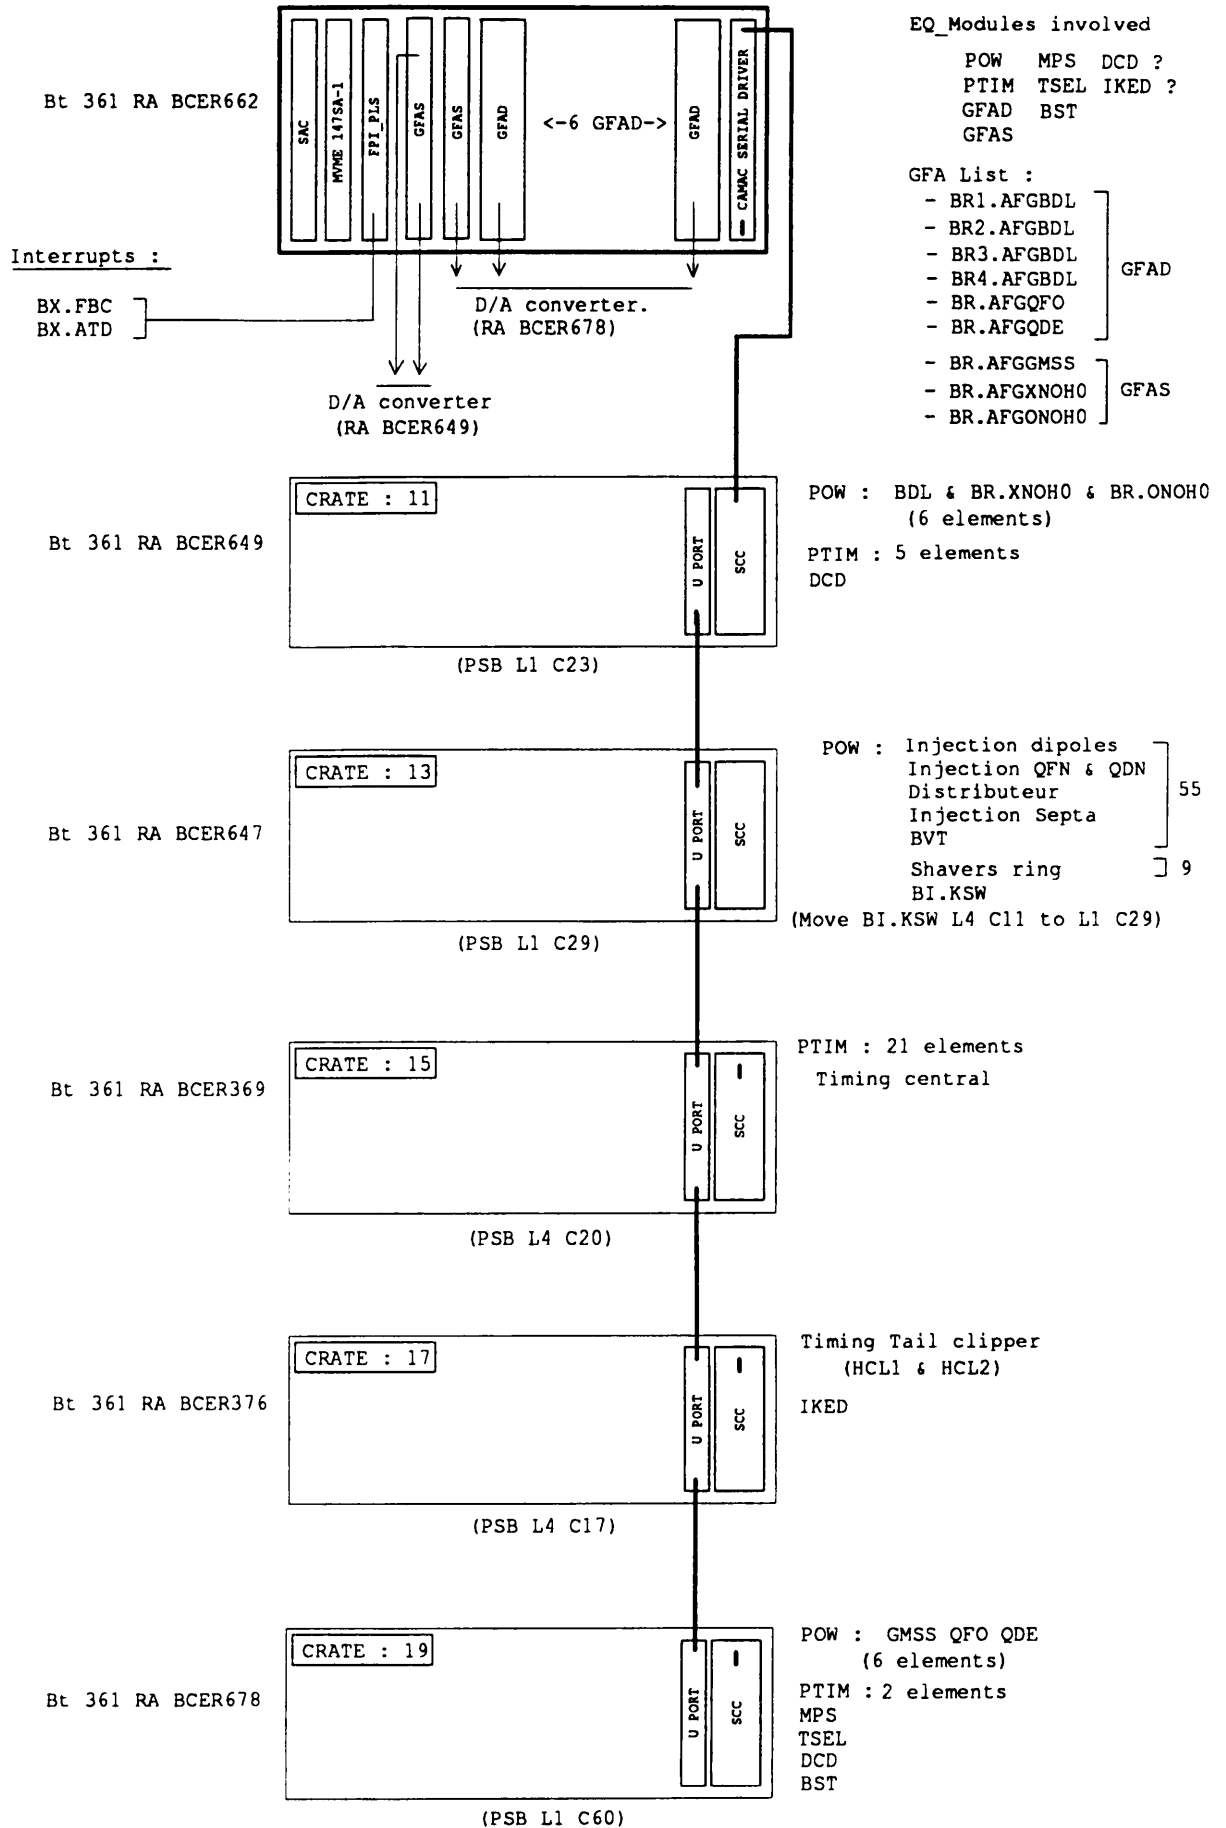 EQ_Modules involved
POW MPS DCD ?
PTIM TSEL IKED ?
GFAD BST
GFAS
Bt 361 RA BCER662
SAC
MVME 147SA-1
FPI_PLS
GFAS
GFAS
GFAD
<-6 GFAD->
GFAD
CAMAC SERIAL DRIVER
GFA List :
- BR1.AFGBDL
- BR2.AFGBDL
- BR3.AFGBDL
- BR4.AFGBDL
- BR.AFGQFO
- BR.AFGQDE
GFAD
- BR.AFGGMSS
- BR.AFGXNOH0
- BR.AFGONOH0
GFAS
Interrupts :
BX.FBC
BX.ATD
D/A converter.
(RA BCER678)
D/A converter
(RA BCER649)
CRATE : 11
Bt 361 RA BCER649
U PORT
SCC
(PSB L1 C23)
POW : BDL & BR.XNOH0 & BR.ONOH0
(6 elements)
PTIM : 5 elements
DCD
CRATE : 13
Bt 361 RA BCER647
U PORT
SCC
(PSB L1 C29)
POW : Injection dipoles
Injection QFN & QDN
Distributeur
Injection Septa
BVT
55
Shavers ring
9
BI.KSW
(Move BI.KSW L4 C11 to L1 C29)
CRATE : 15
Bt 361 RA BCER369
U PORT
SCC
(PSB L4 C20)
PTIM : 21 elements
Timing central
CRATE : 17
Bt 361 RA BCER376
U PORT
SCC
(PSB L4 C17)
Timing Tail clipper
(HCL1 & HCL2)
IKED
CRATE : 19
Bt 361 RA BCER678
U PORT
SCC
(PSB L1 C60)
POW : GMSS QFO QDE
(6 elements)
PTIM : 2 elements
MPS
TSEL
DCD
BST